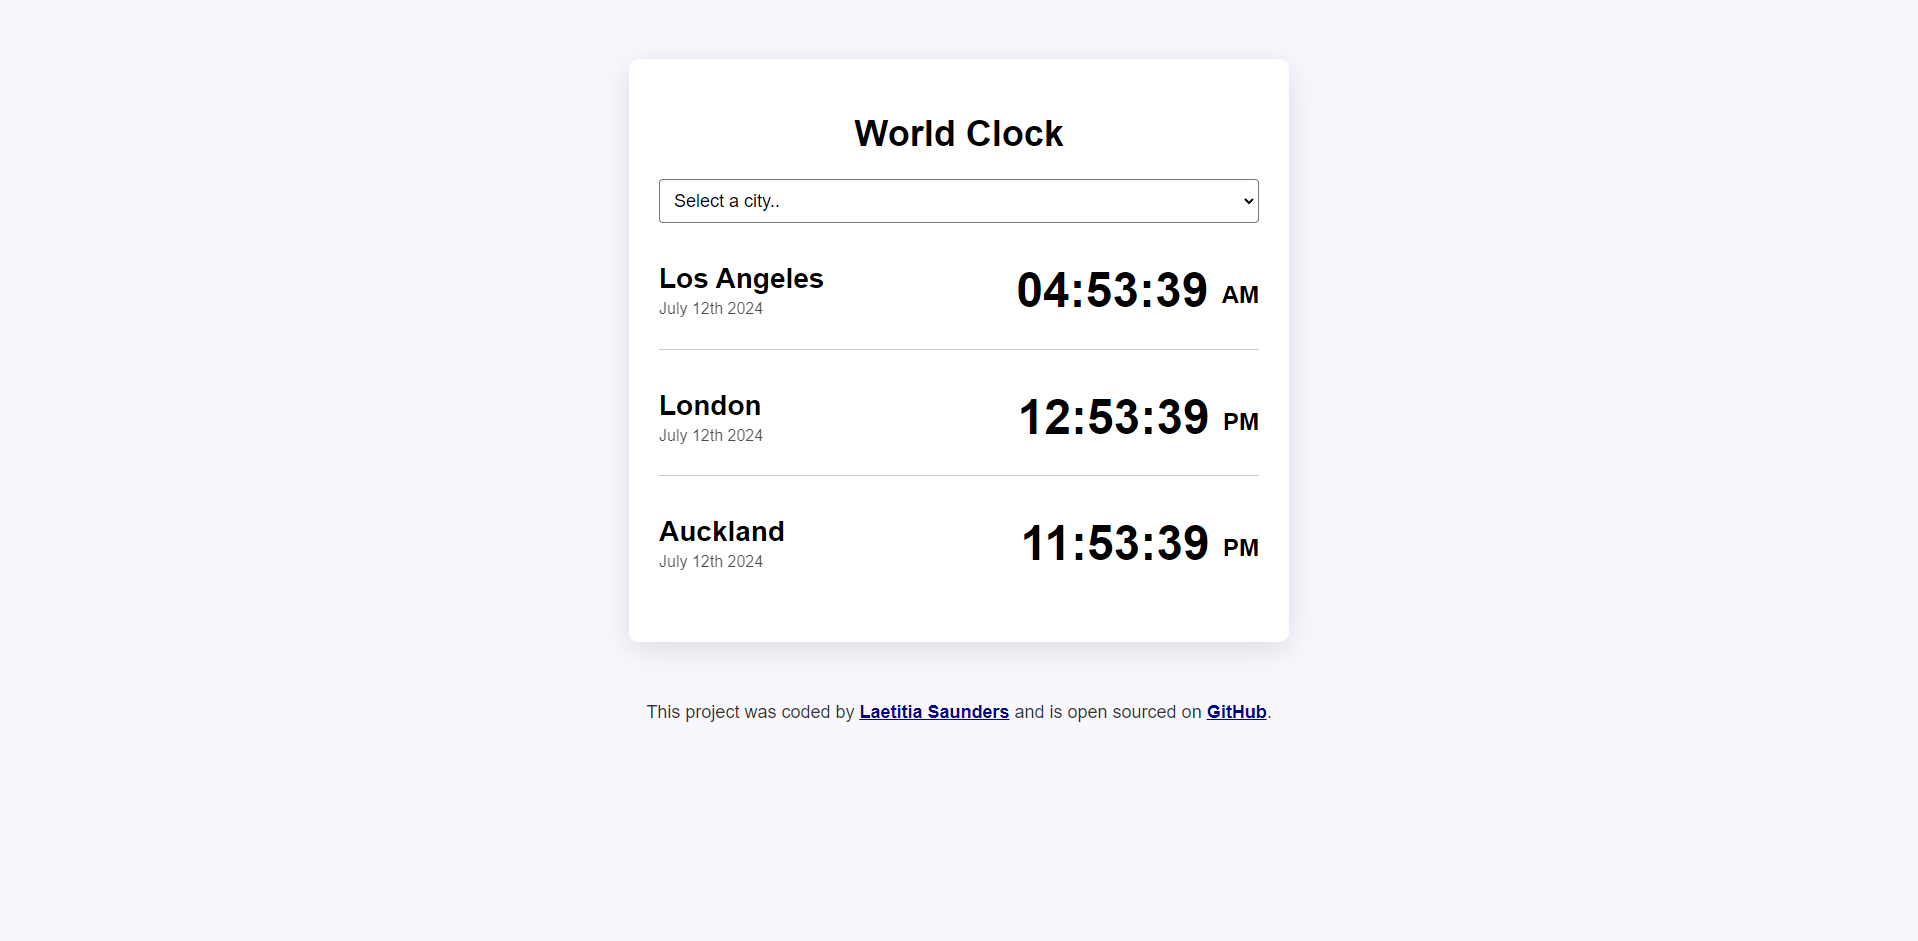 World Clock
Select a city..
Los Angeles
July 12th 2024
04:53:39 AM
London
July 12th 2024
12:53:39 PM
Auckland
July 12th 2024
11:53:39 PM
This project was coded by Laetitia Saunders and is open sourced on GitHub.